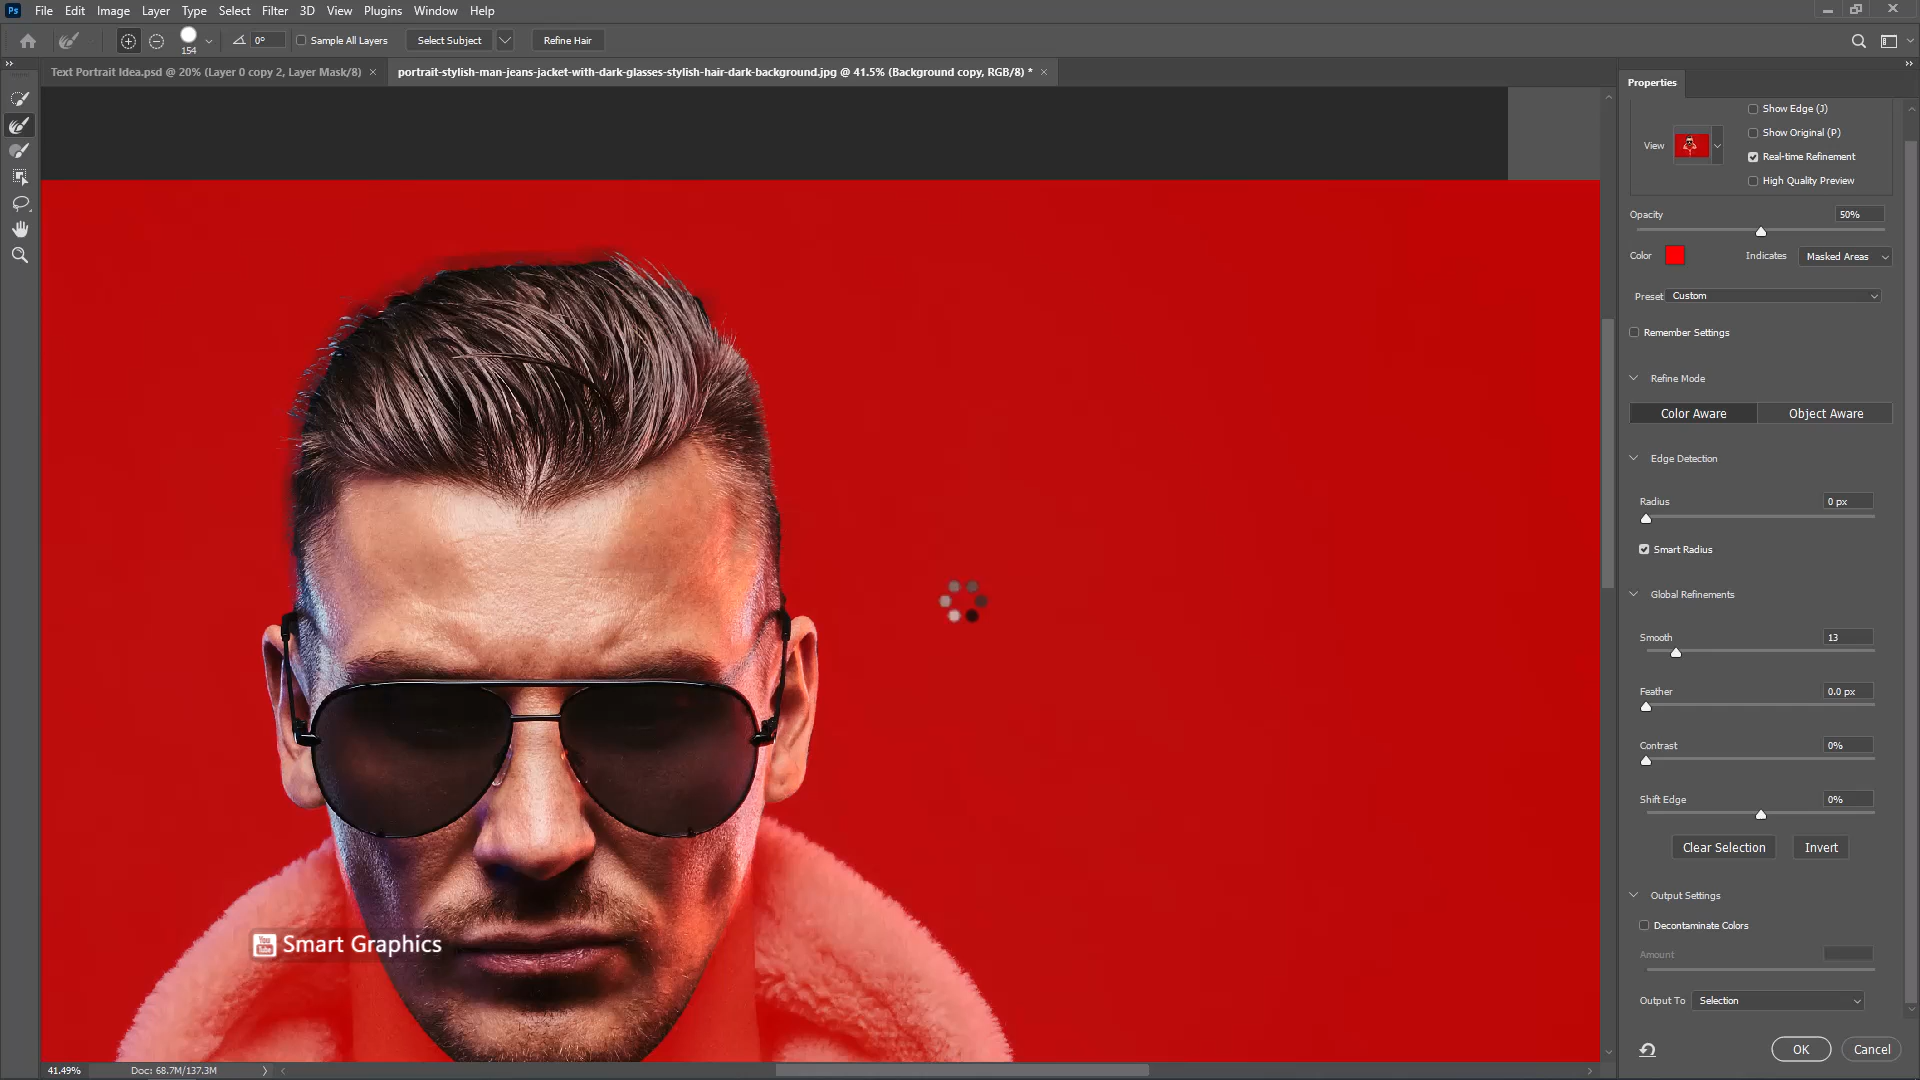 Ps File Edit Image Layer Type Select Filter 3D View Plugins Window Help
154 0° Sample All Layers Select Subject Refine Hair
Text Portrait Idea.psd @ 20% (Layer 0 copy 2, Layer Mask/8) × portrait-stylish-man-jeans-jacket-with-dark-glasses-stylish-hair-dark-background.jpg @ 41.5% (Background copy, RGB/8) * ×
Properties
Show Edge (J)
Show Original (P)
View
Real-time Refinement
High Quality Preview
Opacity 50%
Color Indicates Masked Areas
Preset Custom
Remember Settings
Refine Mode
Color Aware Object Aware
Edge Detection
Radius 0 px
Smart Radius
Global Refinements
Smooth 13
Feather 0.0 px
Contrast 0%
Shift Edge 0%
Clear Selection Invert
Output Settings
Decontaminate Colors
Amount
Output To Selection
OK Cancel
You Tube Smart Graphics
41.49% Doc: 68.7M/137.3M